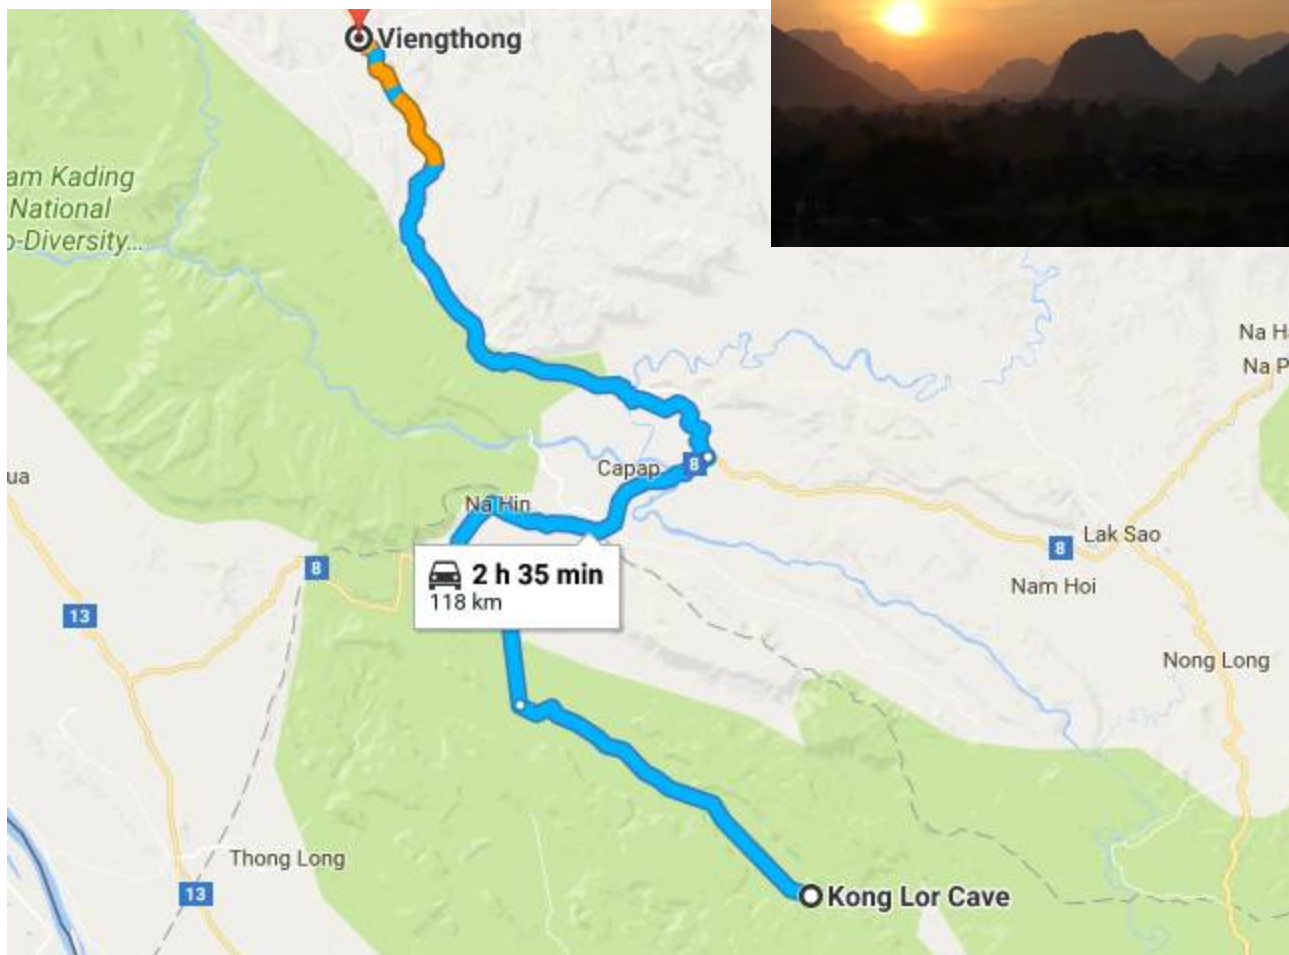 Viengthong
am Kading
National
o-Diversity...
Na H
Na P
ua
Capap
8
Na Hin
8
Lak Sao
8
2 h 35 min
118 km
Nam Hoi
13
Nong Long
Thong Long
13
Kong Lor Cave